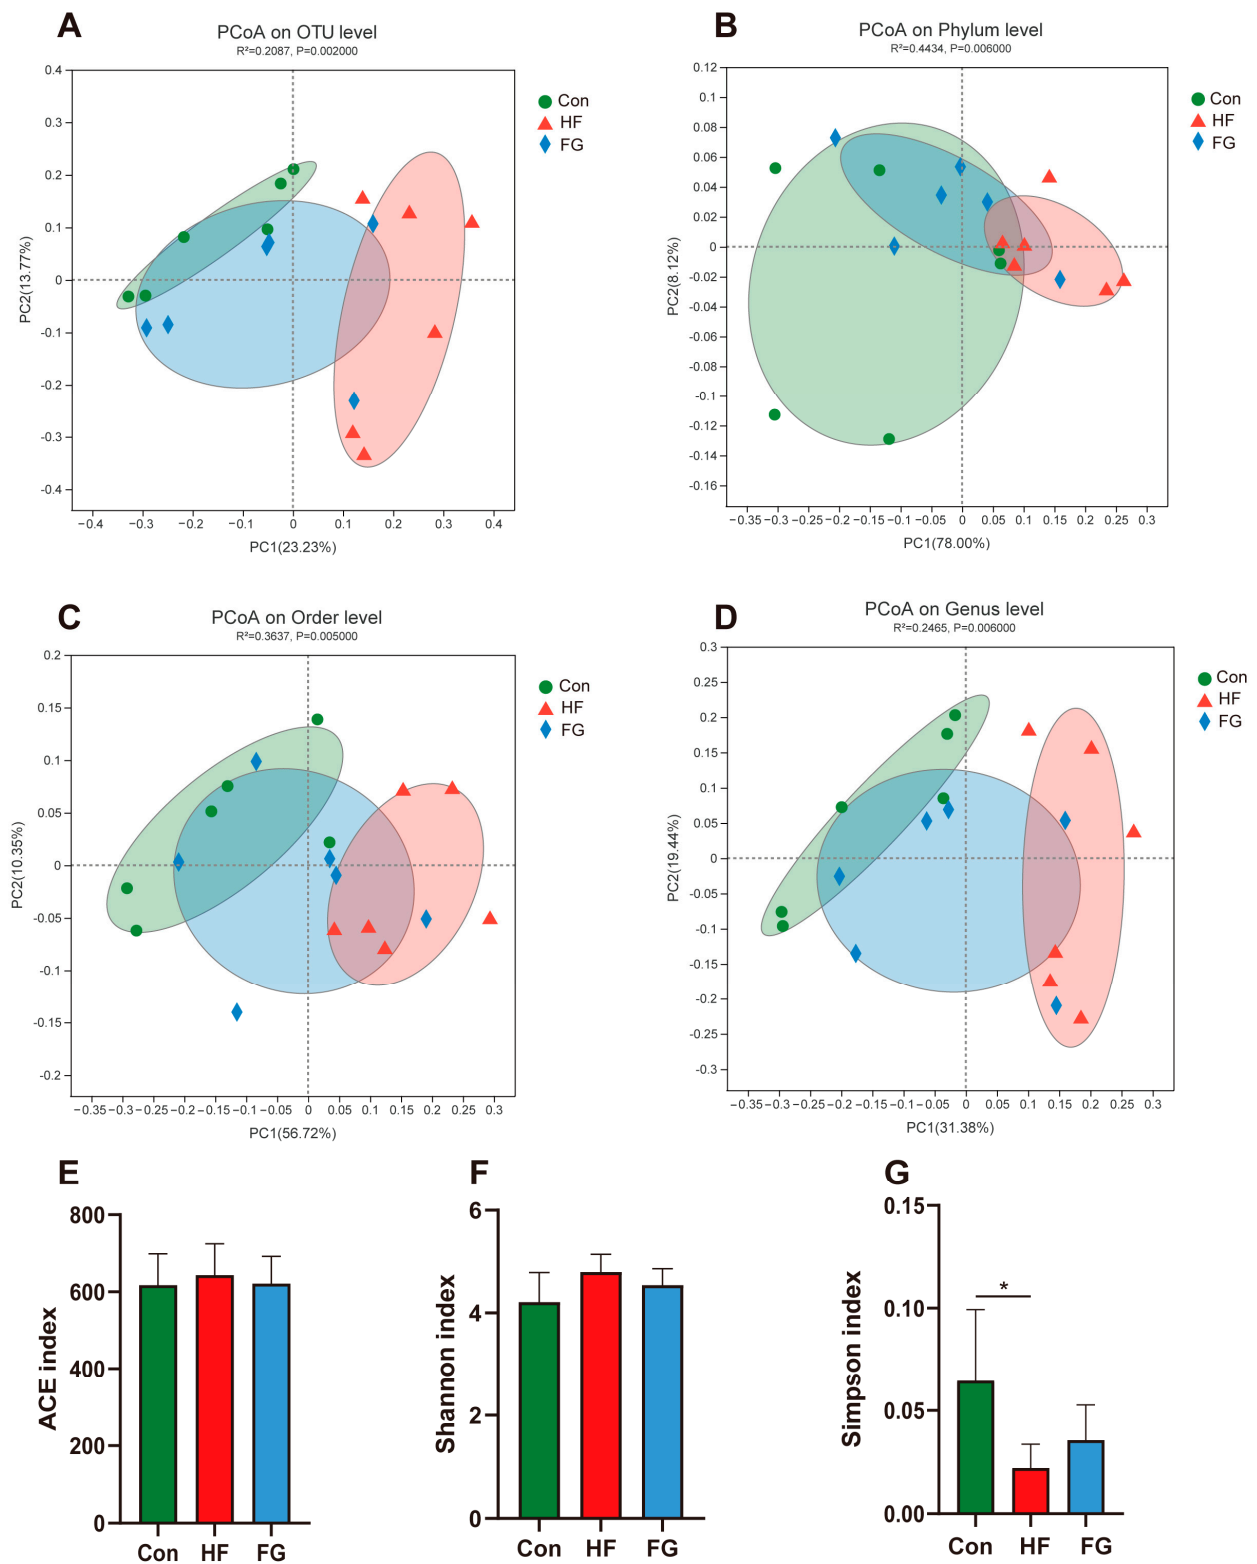 A
PCoA on OTU level
R²=0.2087, P=0.002000
0.4
0.3
0.2
0.1
0
-0.1
-0.2
-0.3
-0.4
PC2(13.77%)
−0.4 −0.3 −0.2 −0.1 0 0.1 0.2 0.3 0.4
PC1(23.23%)
Con
HF
FG
B
PCoA on Phylum level
R²=0.4434, P=0.006000
0.12
0.1
0.08
0.06
0.04
0.02
0
-0.02
-0.04
-0.06
-0.08
-0.1
-0.12
-0.14
-0.16
PC2(8.12%)
−0.35 −0.3 −0.25 −0.2 −0.15 −0.1 −0.05 0 0.05 0.1 0.15 0.2 0.25 0.3
PC1(78.00%)
Con
HF
FG
C
PCoA on Order level
R²=0.3637, P=0.005000
0.2
0.15
0.1
0.05
0
-0.05
-0.1
-0.15
-0.2
PC2(10.35%)
−0.35 −0.3 −0.25 −0.2 −0.15 −0.1 −0.05 0 0.05 0.1 0.15 0.2 0.25 0.3
PC1(56.72%)
Con
HF
FG
D
PCoA on Genus level
R²=0.2465, P=0.006000
0.3
0.25
0.2
0.15
0.1
0.05
0
-0.05
-0.1
-0.15
-0.2
-0.25
-0.3
PC2(19.44%)
−0.35 −0.3 −0.25 −0.2 −0.15 −0.1 −0.05 0 0.05 0.1 0.15 0.2 0.25 0.3
PC1(31.38%)
Con
HF
FG
E
800
600
400
200
0
ACE index
Con HF FG
F
6
4
2
0
Shannon index
Con HF FG
G
0.15
0.10
0.05
0.00
Simpson index
*
Con HF FG